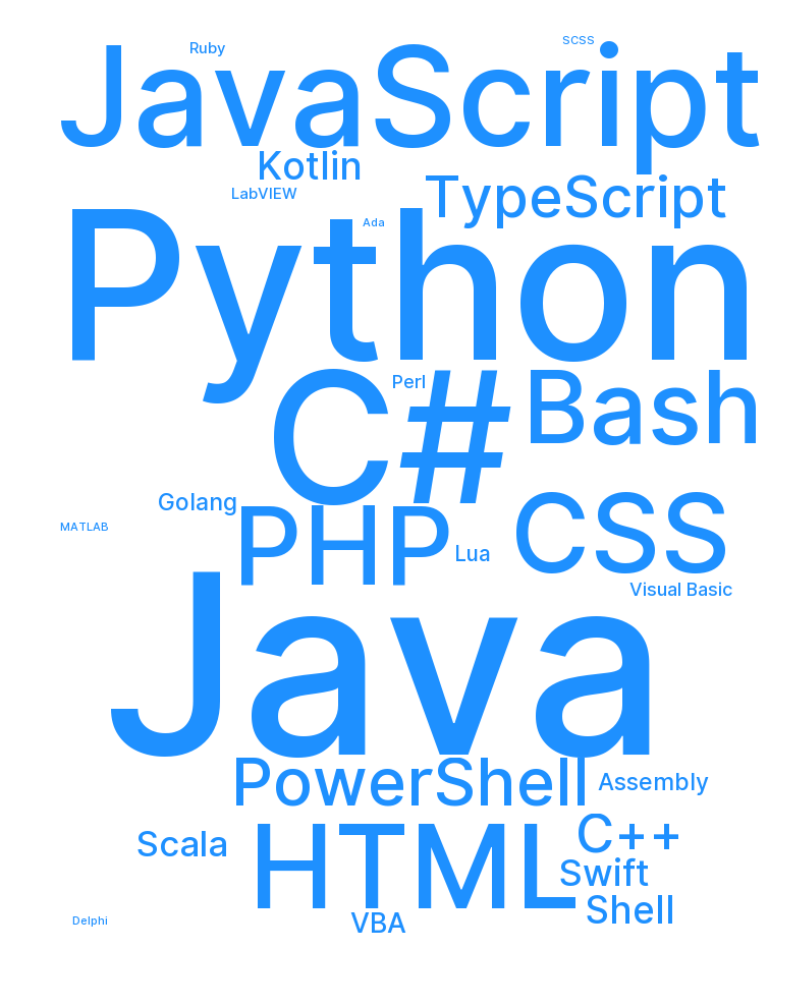 SCSS
Ruby
JavaScript
Kotlin
LabVIEW
TypeScript
Ada
Python
Perl
C#
Bash
Golang
MATLAB
PHP
Lua
CSS
Visual Basic
Java
PowerShell
Assembly
C++
Scala
HTML
Swift
Shell
VBA
Delphi